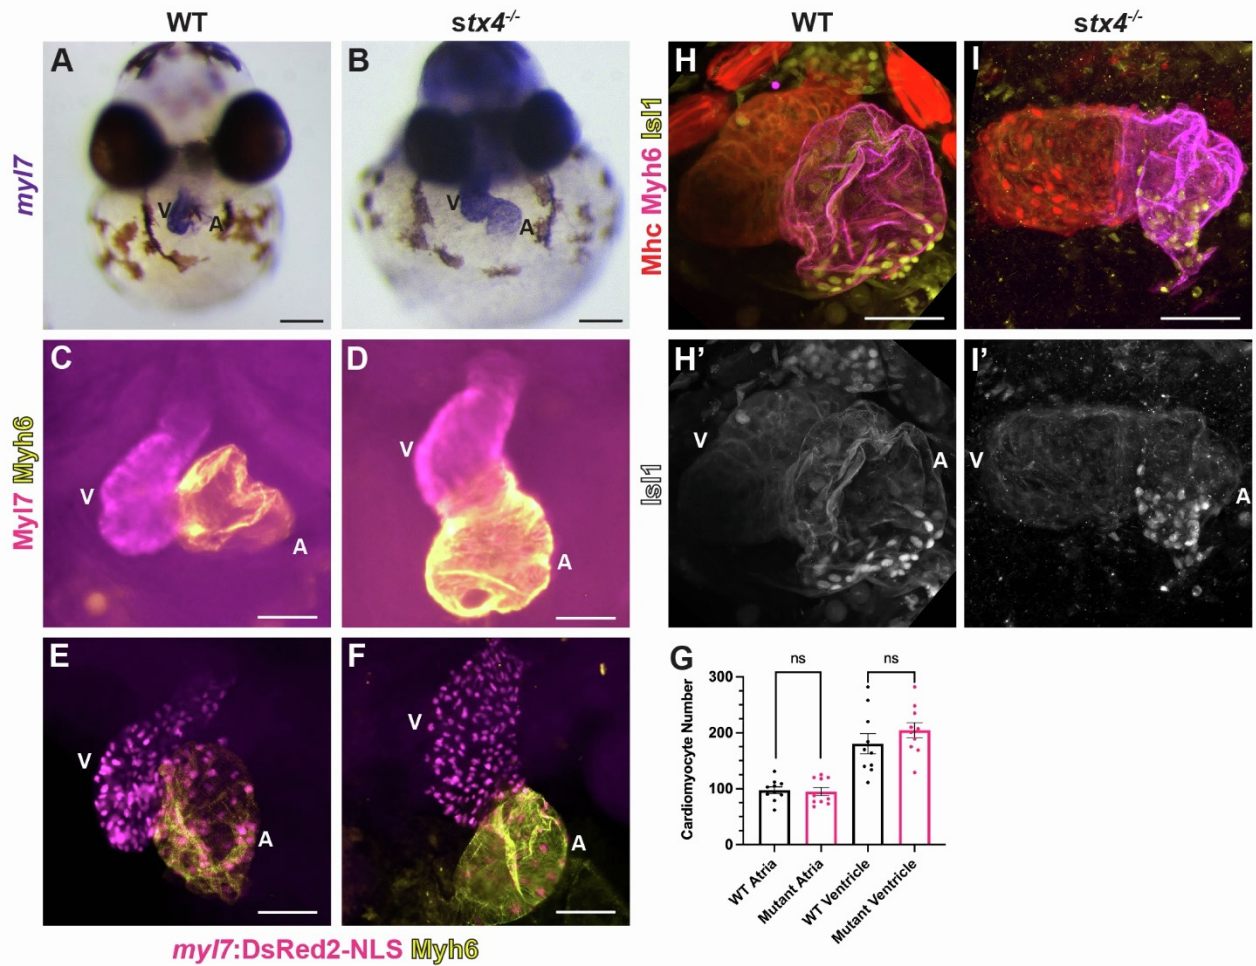 WT
stx4-/-
WT
stx4-/-
A
V
A
B
V
A
myl7
H
I
Mhc Myh6 Isl1
C
V
A
D
V
A
Myl7 Myh6
H’
V
A
I’
V
A
Isl1
E
V
A
F
V
A
myl7:DsRed2-NLS Myh6
G
ns
ns
300
200
100
0
Cardiomyocyte Number
WT Atria
Mutant Atria
WT Ventricle
Mutant Ventricle